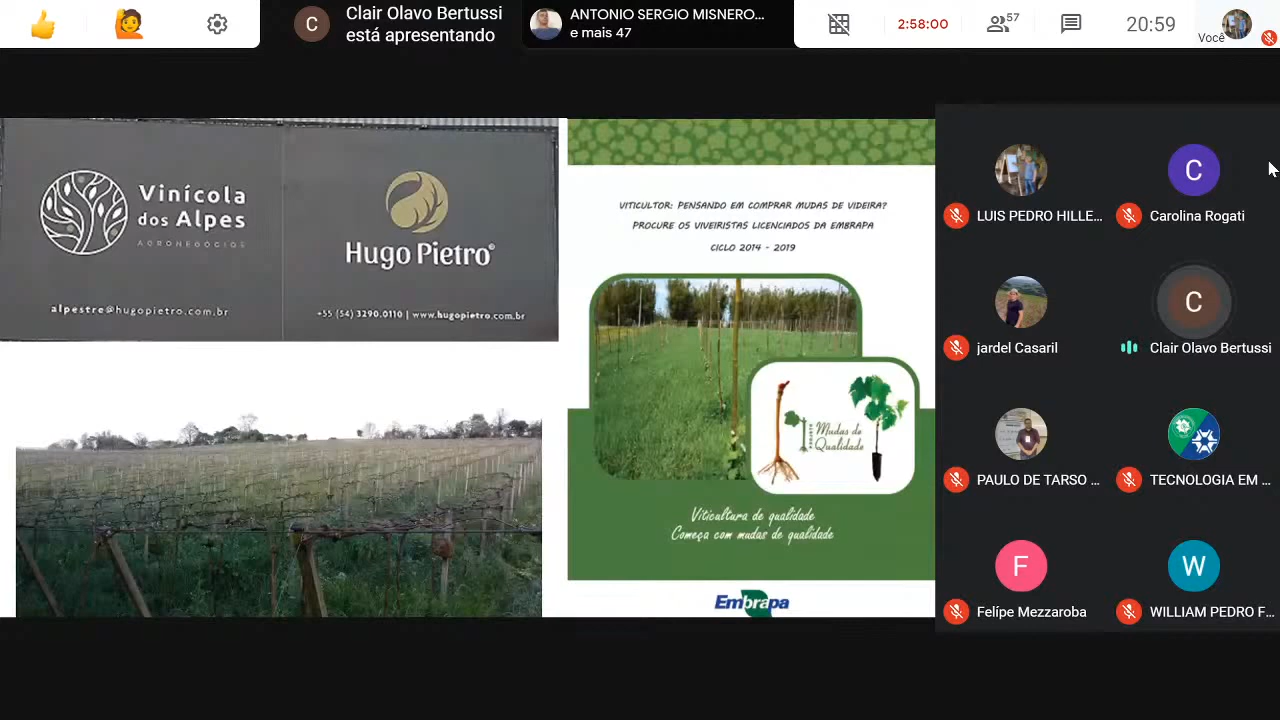 Clair Olavo Bertussi
está apresentando
ANTONIO SERGIO MISNERO...
e mais 47
2:58:00
57
20:59
Você
Vinícola
dos Alpes
AGRONEGÓCIOS
alpestre@hugopietro.com.br
Hugo Pietro®
+55 (54) 3290.0110 | www.hugopietro.com.br
VITICULTOR: PENSANDO EM COMPRAR MUDAS DE VIDEIRA?
PROCURE OS VIVEIRISTAS LICENCIADOS DA EMBRAPA
CICLO 2014 - 2019
PROJETO
Mudas de
Qualidade
Viticultura de qualidade
Começa com mudas de qualidade
Embrapa
LUIS PEDRO HILLE...
C
Carolina Rogati
jardel Casaril
C
Clair Olavo Bertussi
PAULO DE TARSO ...
TECNOLOGIA EM ...
F
Felípe Mezzaroba
W
WILLIAM PEDRO F...